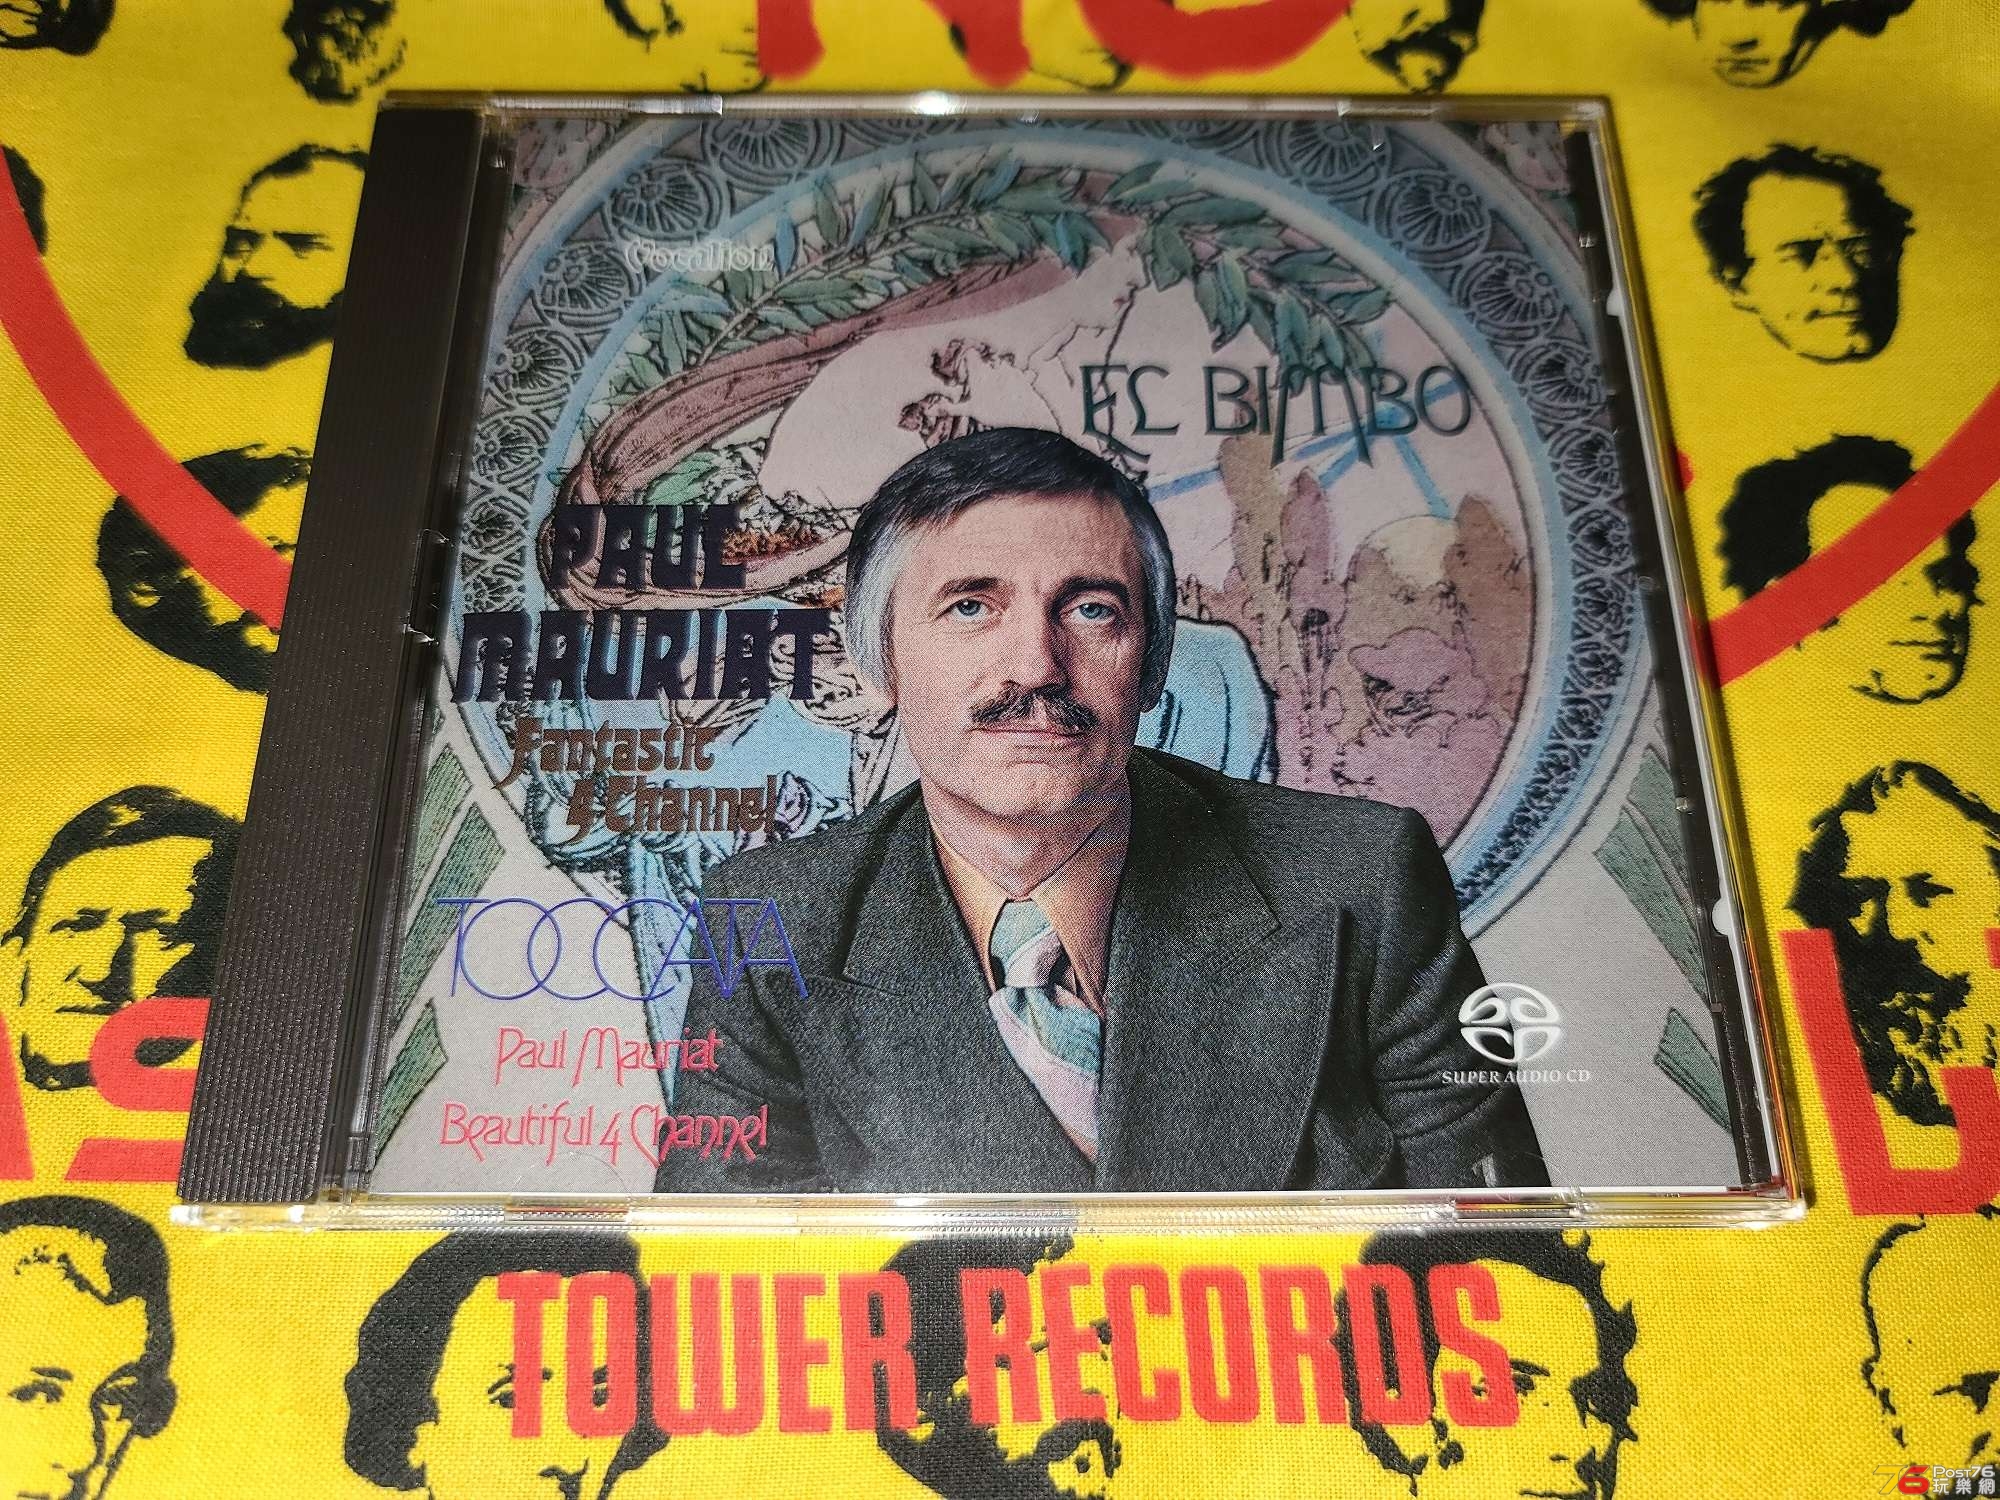 Vocalion
EL BIMBO
PAUL
MAURIAT
Fantastic
4 Channel
TOCCATA
Paul Mauriat
Beautiful 4 Channel
SUPER AUDIO CD
TOWER RECORDS
76 POST76
玩樂網